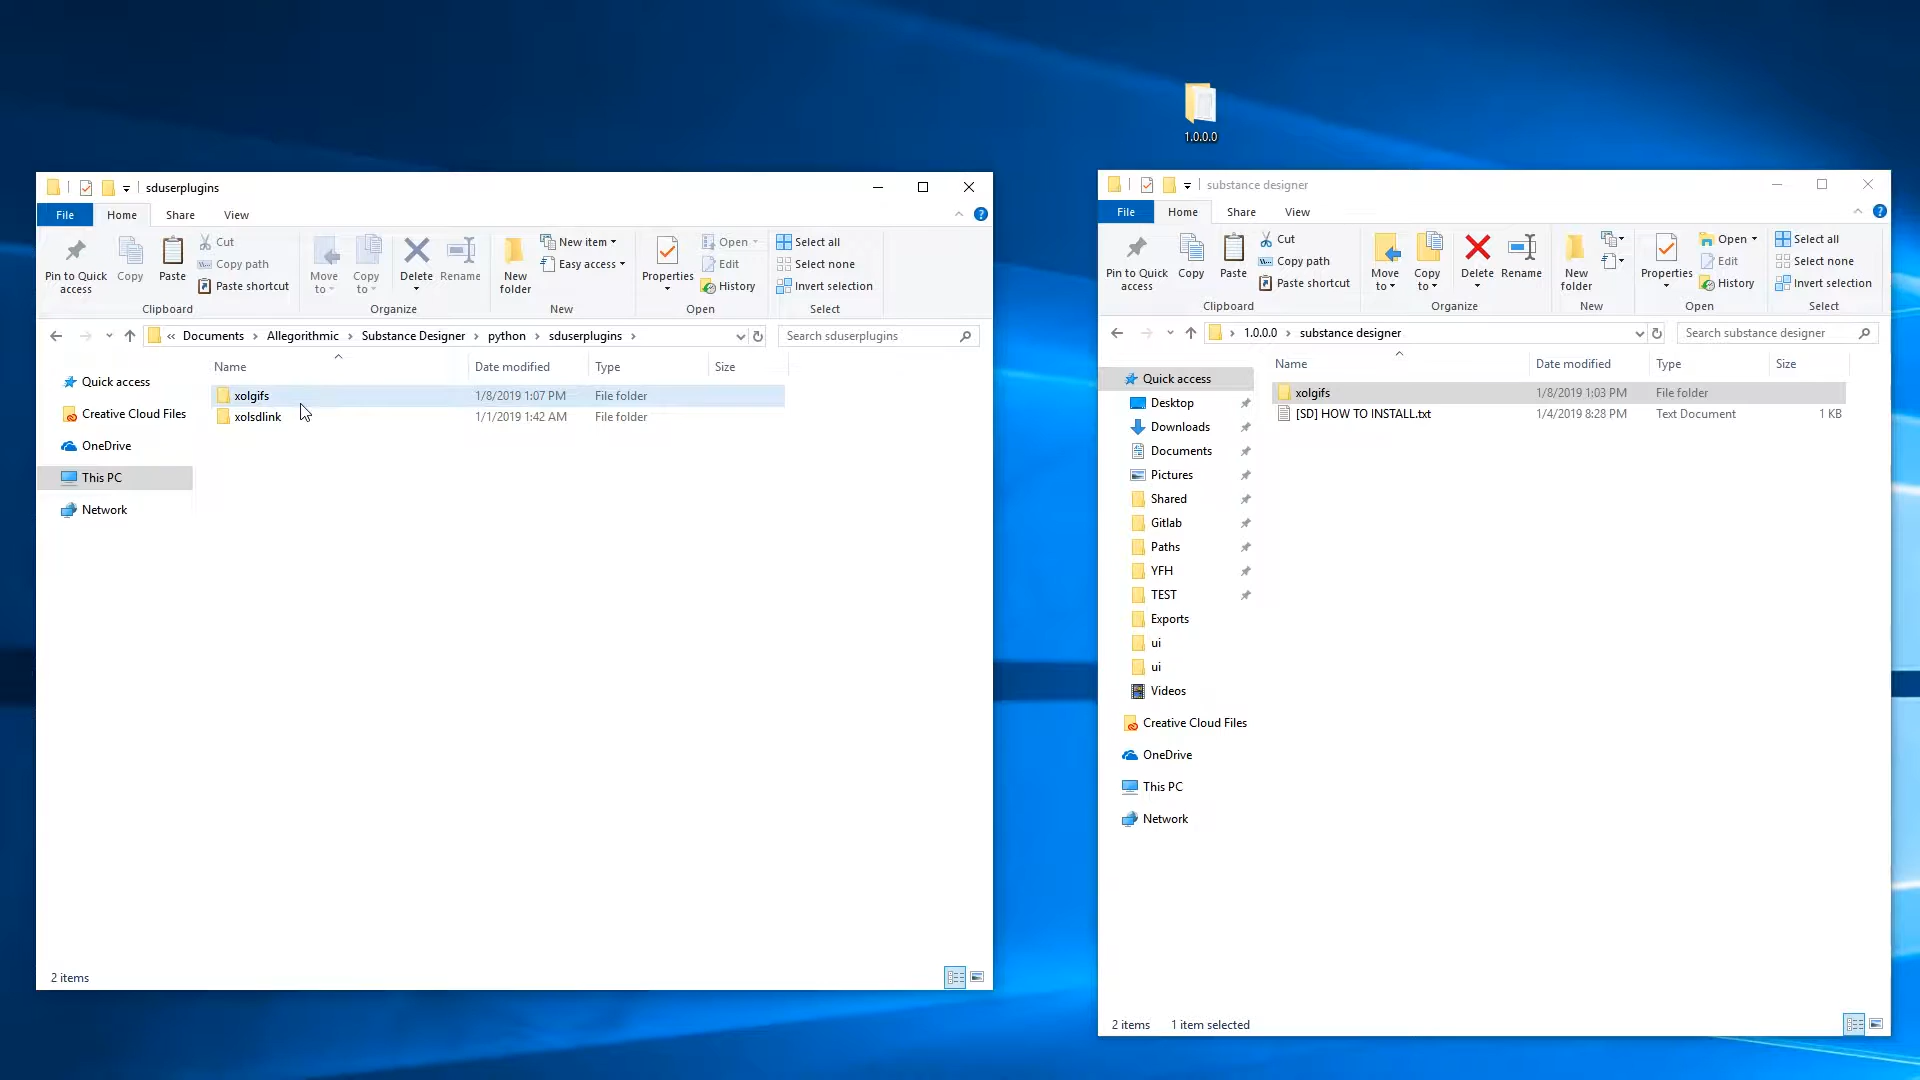 1.0.0.0
sduserplugins
File Home Share View
Pin to Quick access
Copy
Paste
Cut
Copy path
Paste shortcut
Clipboard
Move to
Copy to
Delete
Rename
Organize
New folder
New item
Easy access
New
Properties
Open
Edit
History
Open
Select all
Select none
Invert selection
Select
« Documents > Allegorithmic > Substance Designer > python > sduserplugins >
Search sduserplugins
Name Date modified Type Size
xolgifs 1/8/2019 1:07 PM File folder
xolsdlink 1/1/2019 1:42 AM File folder
Quick access
Creative Cloud Files
OneDrive
This PC
Network
2 items
substance designer
File Home Share View
Pin to Quick access
Copy
Paste
Cut
Copy path
Paste shortcut
Clipboard
Move to
Copy to
Delete
Rename
Organize
New folder
New
Properties
Open
Edit
History
Open
Select all
Select none
Invert selection
Select
> 1.0.0.0 > substance designer
Search substance designer
Name Date modified Type Size
xolgifs 1/8/2019 1:03 PM File folder
[SD] HOW TO INSTALL.txt 1/4/2019 8:28 PM Text Document 1 KB
Quick access
Desktop
Downloads
Documents
Pictures
Shared
Gitlab
Paths
YFH
TEST
Exports
ui
ui
Videos
Creative Cloud Files
OneDrive
This PC
Network
2 items 1 item selected